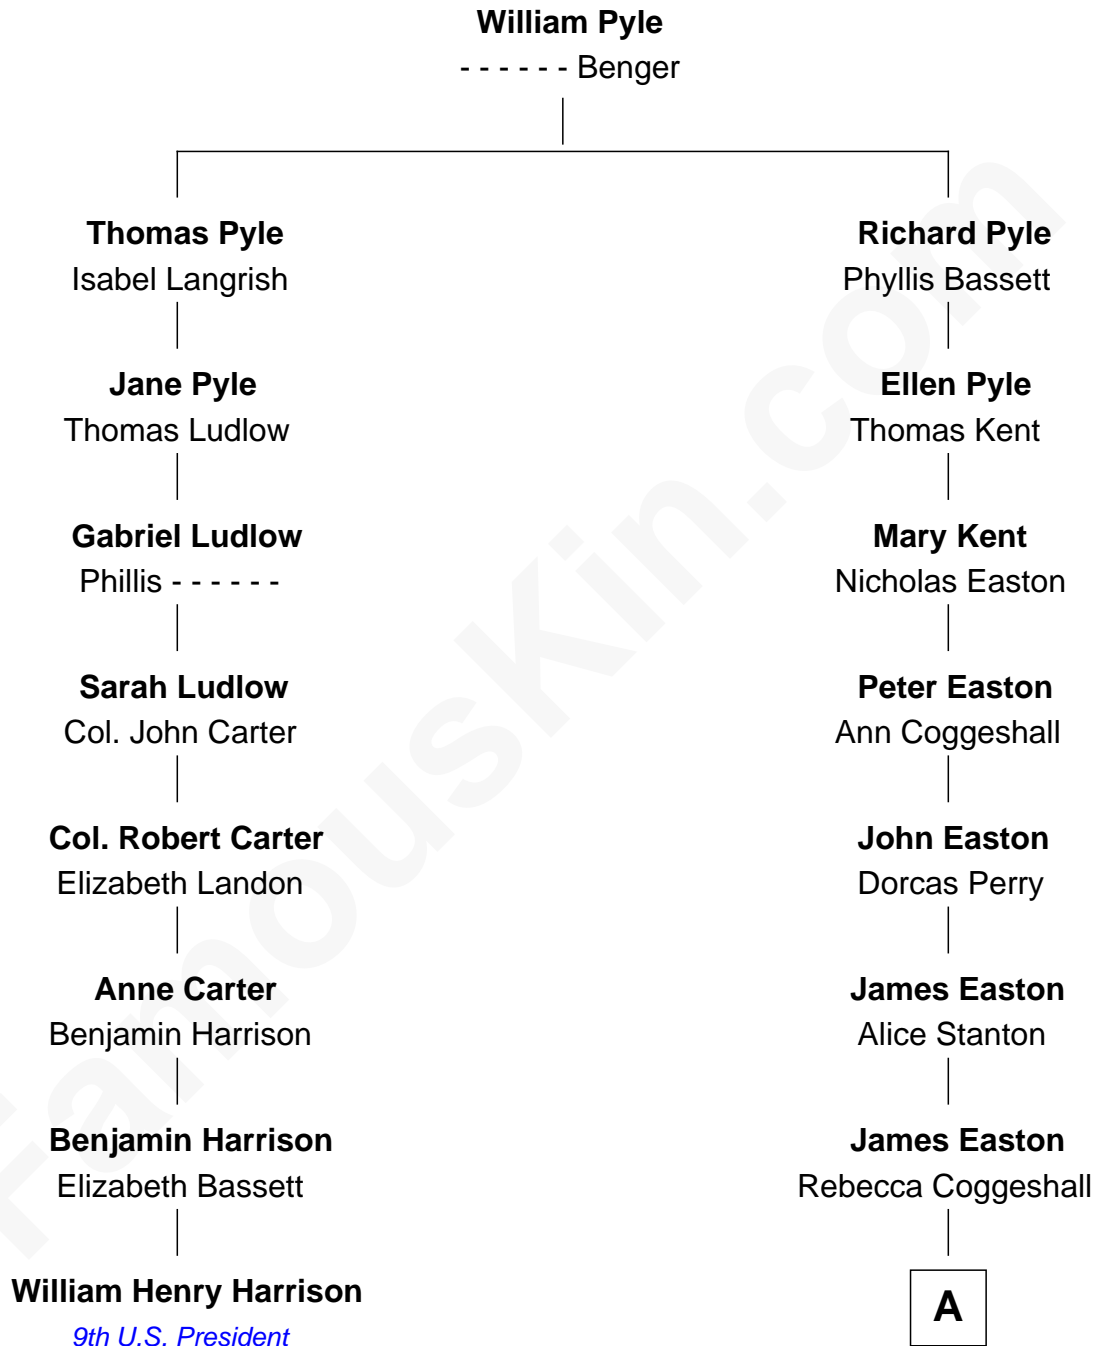 William Pyle
- - - - - - Benger
Thomas Pyle
Isabel Langrish
Richard Pyle
Phyllis Bassett
Jane Pyle
Thomas Ludlow
Ellen Pyle
Thomas Kent
Gabriel Ludlow
Phillis - - - - - -
Mary Kent
Nicholas Easton
Sarah Ludlow
Col. John Carter
Peter Easton
Ann Coggeshall
Col. Robert Carter
Elizabeth Landon
John Easton
Dorcas Perry
Anne Carter
Benjamin Harrison
James Easton
Alice Stanton
Benjamin Harrison
Elizabeth Bassett
James Easton
Rebecca Coggeshall
William Henry Harrison
9th U.S. President
A
FamousKin.com